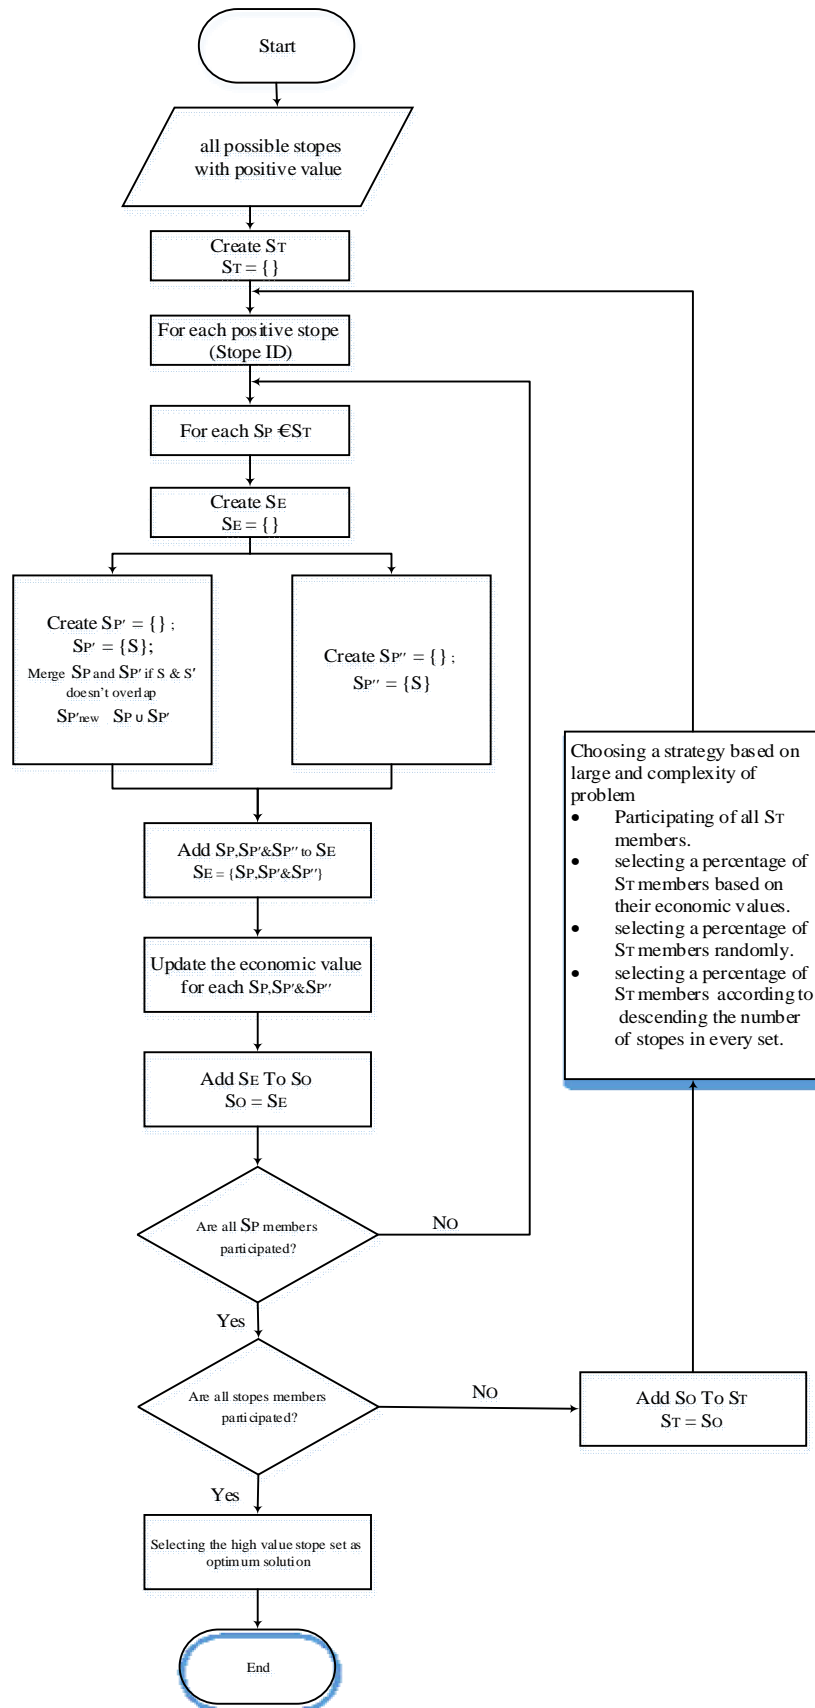 Start
all possible stopes
with positive value
Create ST
ST = {}
For each positive stope
(Stope ID)
For each SP €ST
Create SE
SE = {}
Create SP' = {} ;
SP' = {S};
Merge SP and SP' if S & S'
doesn't overlap
SP'new SP ∪ SP'
Create SP'' = {} ;
SP'' = {S}
Add SP,SP'&SP'' to SE
SE = {SP,SP'&SP''}
Update the economic value
for each SP,SP'&SP''
Add SE To SO
SO = SE
Are all SP members
participated?
NO
Yes
Are all stopes members
participated?
NO
Add SO To ST
ST = SO
Choosing a strategy based on
large and complexity of
problem
• Participating of all ST
members.
• selecting a percentage of
ST members based on
their economic values.
• selecting a percentage of
ST members randomly.
• selecting a percentage of
ST members according to
descending the number
of stopes in every set.
Yes
Selecting the high value stope set as
optimum solution
End